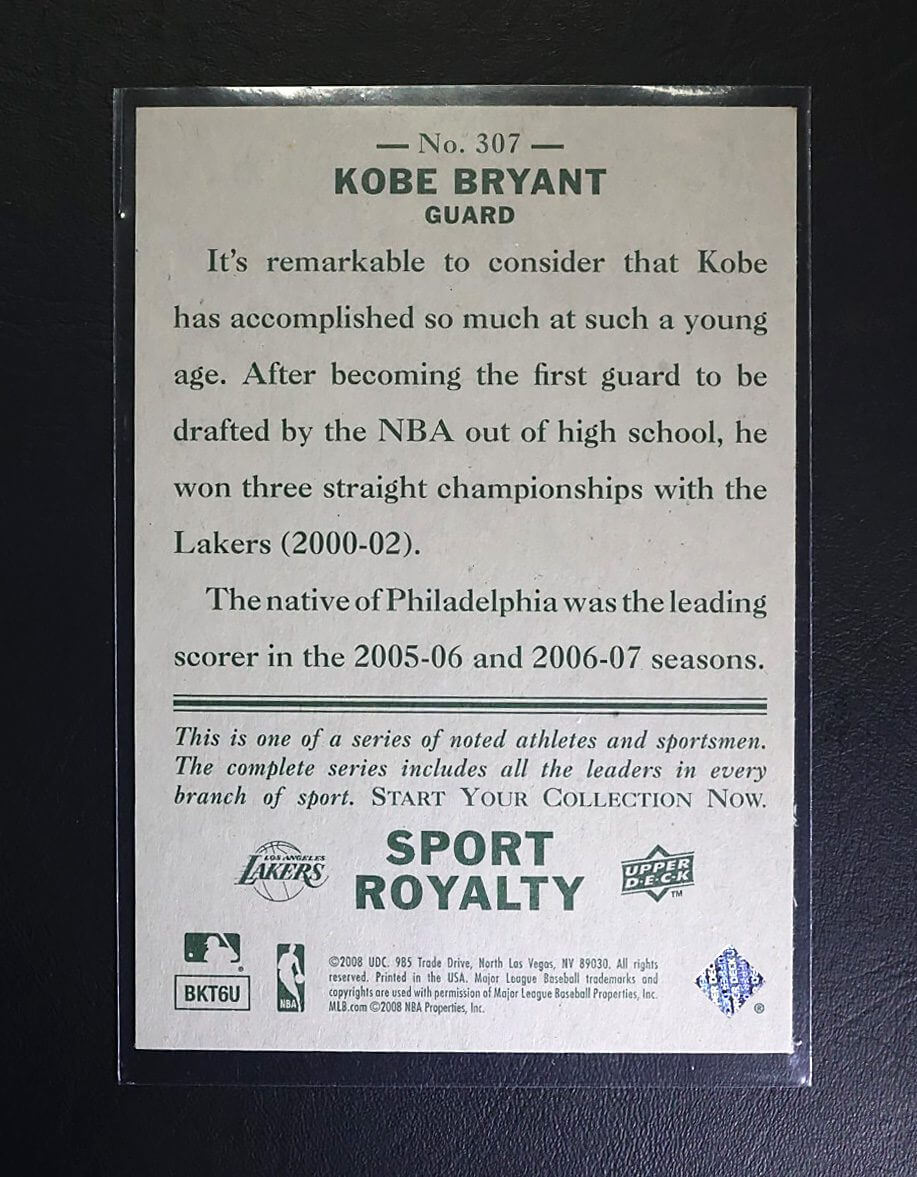 — No. 307 —
KOBE BRYANT
GUARD
It's remarkable to consider that Kobe
has accomplished so much at such a young
age. After becoming the first guard to be
drafted by the NBA out of high school, he
won three straight championships with the
Lakers (2000-02).
The native of Philadelphia was the leading
scorer in the 2005-06 and 2006-07 seasons.
This is one of a series of noted athletes and sportsmen.
The complete series includes all the leaders in every
branch of sport. START YOUR COLLECTION NOW.
LOS ANGELES
LAKERS
SPORT
ROYALTY
UPPER
D·E·C·K
TM
BKT6U
NBA
©2008 UDC. 985 Trade Drive, North Las Vegas, NV 89030. All rights
reserved. Printed in the USA. Major League Baseball trademarks and
copyrights are used with permission of Major League Baseball Properties, Inc.
MLB.com ©2008 NBA Properties, Inc.
®